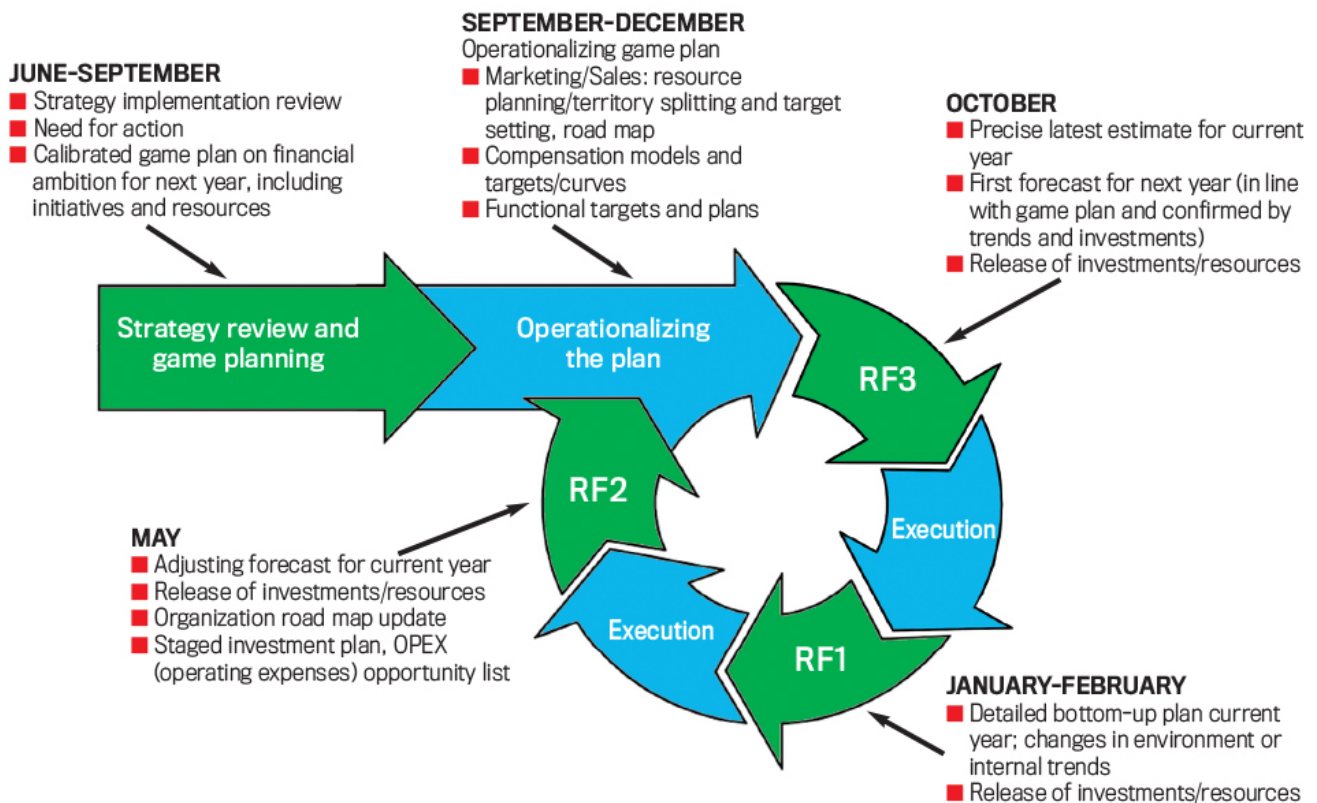 JUNE-SEPTEMBER
Strategy implementation review
Need for action
Calibrated game plan on financial
ambition for next year, including
initiatives and resources
SEPTEMBER-DECEMBER
Operationalizing game plan
Marketing/Sales: resource
planning/territory splitting and target
setting, road map
Compensation models and
targets/curves
Functional targets and plans
OCTOBER
Precise latest estimate for current
year
First forecast for next year (in line
with game plan and confirmed by
trends and investments)
Release of investments/resources
Strategy review and
game planning
Operationalizing
the plan
RF3
Execution
RF1
Execution
RF2
MAY
Adjusting forecast for current year
Release of investments/resources
Organization road map update
Staged investment plan, OPEX
(operating expenses) opportunity list
JANUARY-FEBRUARY
Detailed bottom-up plan current
year; changes in environment or
internal trends
Release of investments/resources